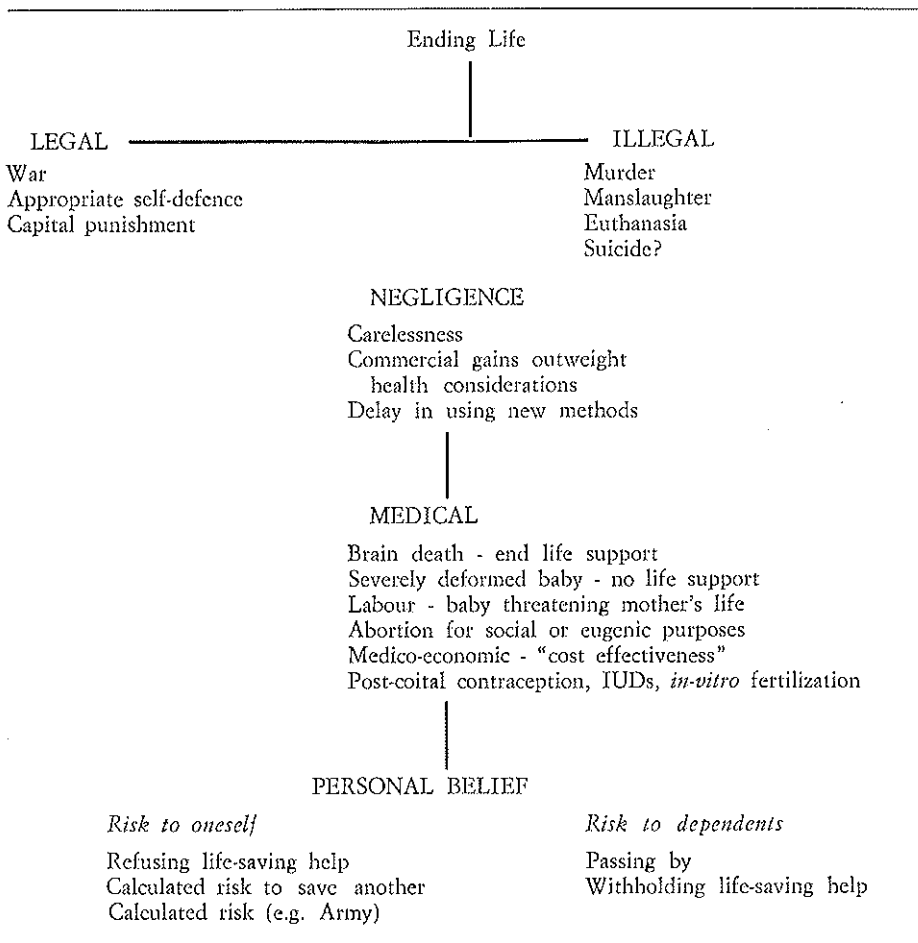 Ending Life
LEGAL
War
Appropriate self-defence
Capital punishment
ILLEGAL
Murder
Manslaughter
Euthanasia
Suicide?
NEGLIGENCE
Carelessness
Commercial gains outweight
health considerations
Delay in using new methods
MEDICAL
Brain death - end life support
Severely deformed baby - no life support
Labour - baby threatening mother's life
Abortion for social or eugenic purposes
Medico-economic - "cost effectiveness"
Post-coital contraception, IUDs, in-vitro fertilization
PERSONAL BELIEF
Risk to oneself
Refusing life-saving help
Calculated risk to save another
Calculated risk (e.g. Army)
Risk to dependents
Passing by
Withholding life-saving help